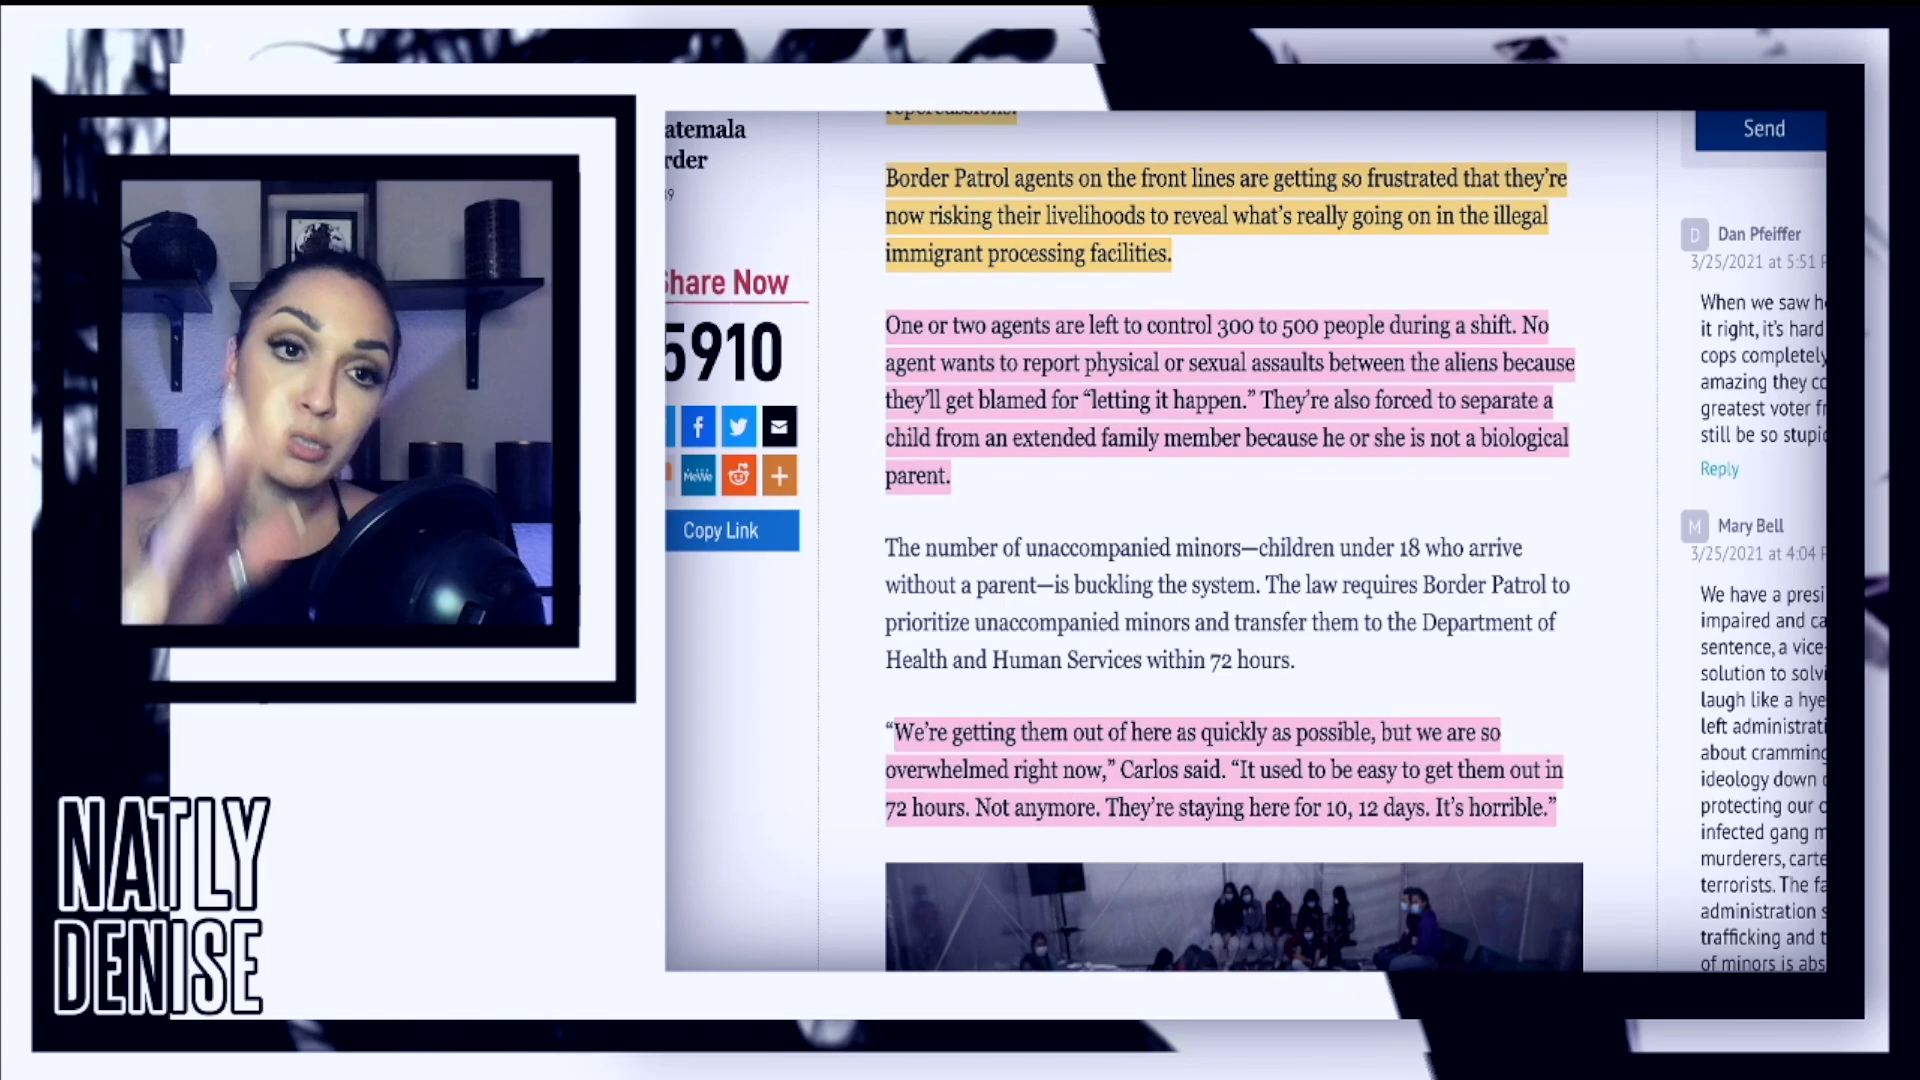 atemala
rder
Share Now
5910
MeWe
Copy Link
repercussions.
Border Patrol agents on the front lines are getting so frustrated that they’re
now risking their livelihoods to reveal what’s really going on in the illegal
immigrant processing facilities.
One or two agents are left to control 300 to 500 people during a shift. No
agent wants to report physical or sexual assaults between the aliens because
they’ll get blamed for “letting it happen.” They’re also forced to separate a
child from an extended family member because he or she is not a biological
parent.
The number of unaccompanied minors—children under 18 who arrive
without a parent—is buckling the system. The law requires Border Patrol to
prioritize unaccompanied minors and transfer them to the Department of
Health and Human Services within 72 hours.
“We’re getting them out of here as quickly as possible, but we are so
overwhelmed right now,” Carlos said. “It used to be easy to get them out in
72 hours. Not anymore. They’re staying here for 10, 12 days. It’s horrible.”
Send
D Dan Pfeiffer
3/25/2021 at 5:51
When we saw
it right, it’s hard
cops completely
amazing they
greatest voter
still be so
Reply
M Mary Bell
3/25/2021 at 4:04
We have a
impaired and
sentence, a vice-
solution to
laugh like a
left
about cramming
ideology down
protecting our
infected gang
murderers,
terrorists. The
administration
trafficking and
of minors is
NATLY
DENISE